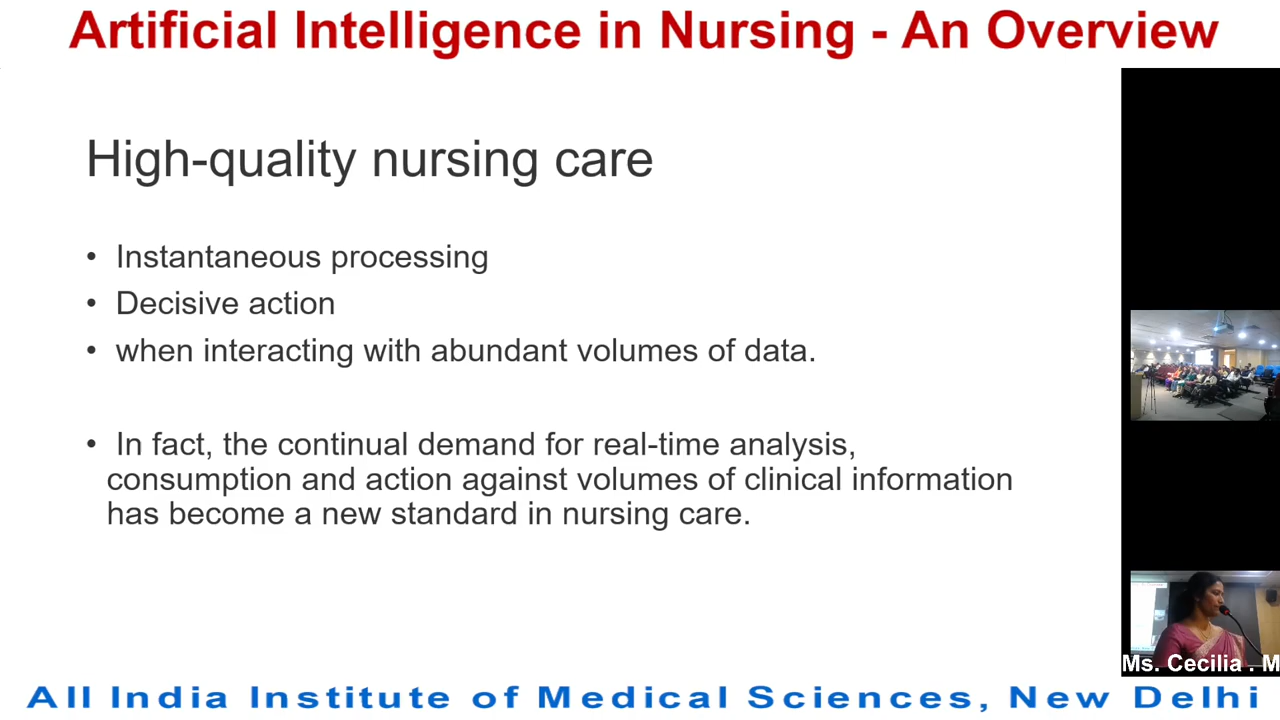 Artificial Intelligence in Nursing - An Overview
High-quality nursing care
• Instantaneous processing
• Decisive action
• when interacting with abundant volumes of data.
• In fact, the continual demand for real-time analysis,
consumption and action against volumes of clinical information
has become a new standard in nursing care.
Ms. Cecilia . M
All India Institute of Medical Sciences, New Delhi